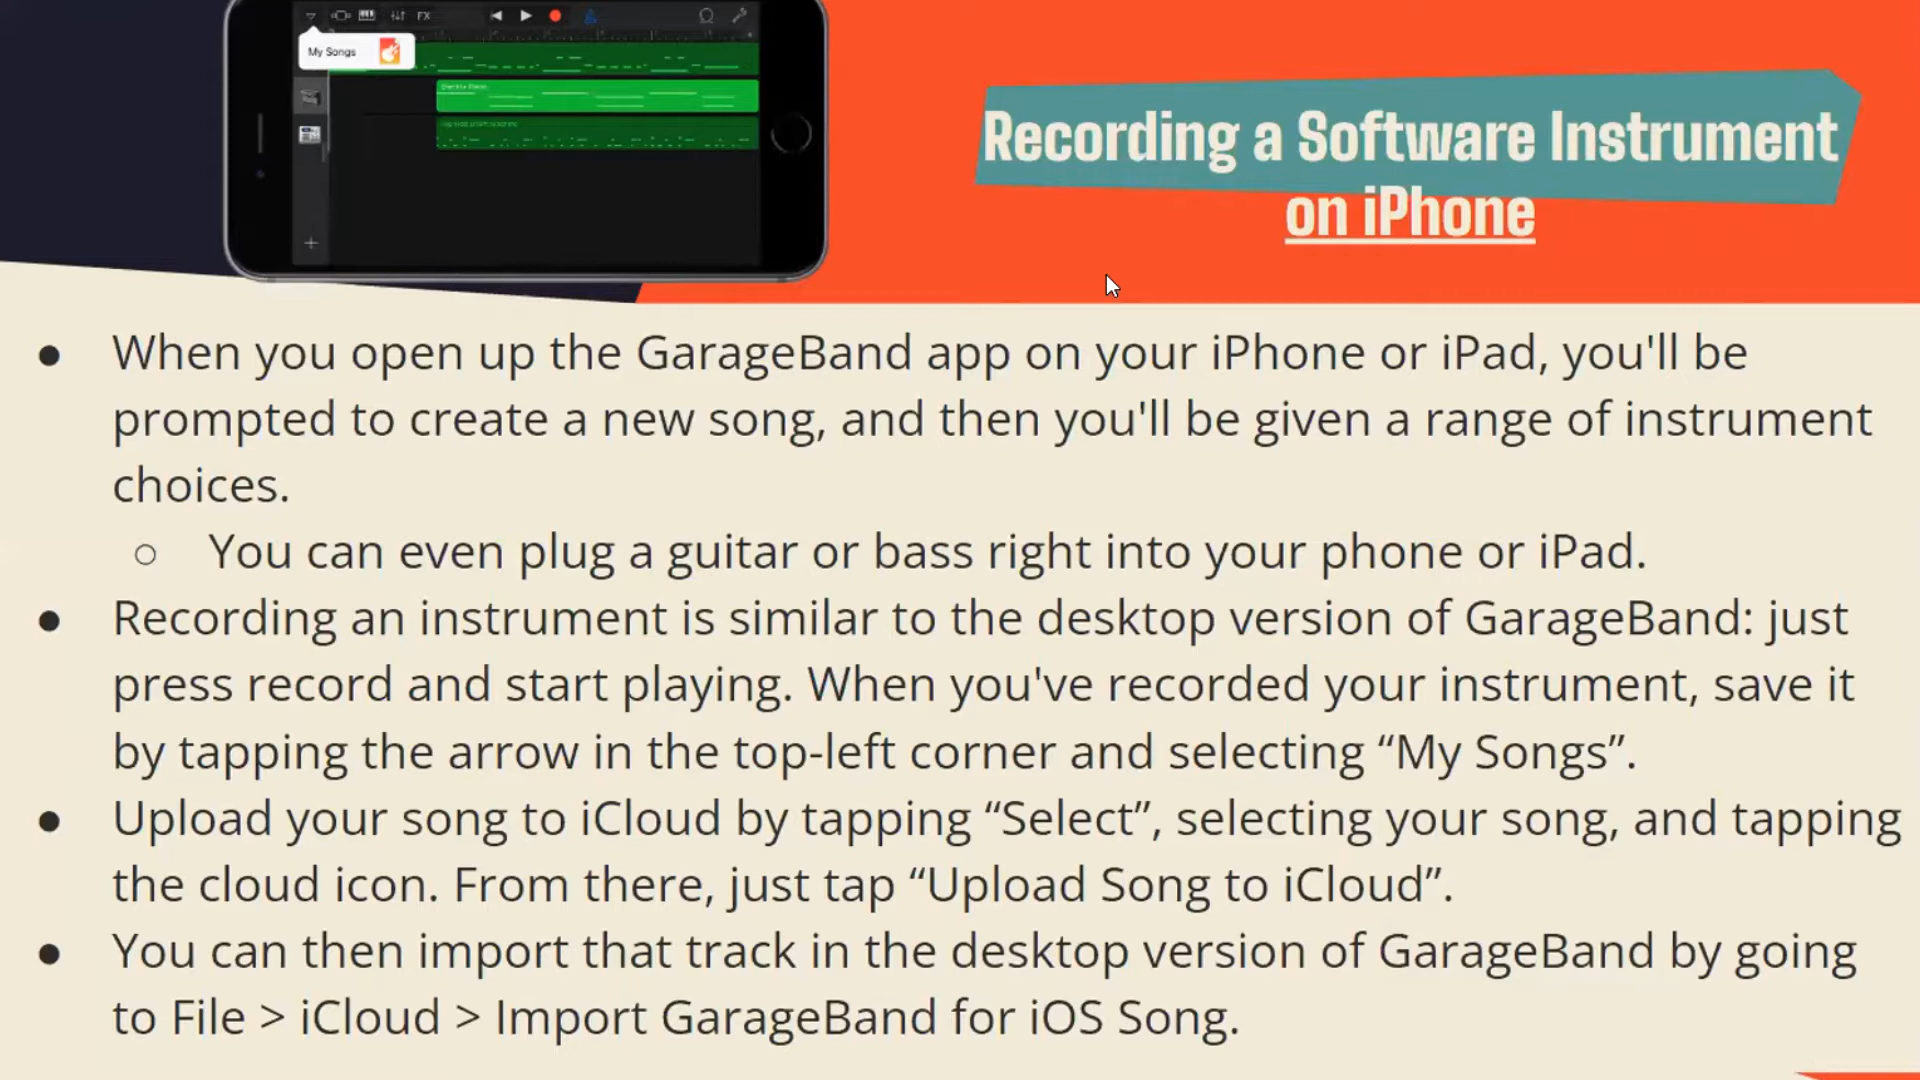 FX
My Songs
Recording a Software Instrument
on iPhone
● When you open up the GarageBand app on your iPhone or iPad, you'll be
prompted to create a new song, and then you'll be given a range of instrument
choices.
○ You can even plug a guitar or bass right into your phone or iPad.
● Recording an instrument is similar to the desktop version of GarageBand: just
press record and start playing. When you've recorded your instrument, save it
by tapping the arrow in the top-left corner and selecting “My Songs”.
● Upload your song to iCloud by tapping “Select”, selecting your song, and tapping
the cloud icon. From there, just tap “Upload Song to iCloud”.
● You can then import that track in the desktop version of GarageBand by going
to File > iCloud > Import GarageBand for iOS Song.